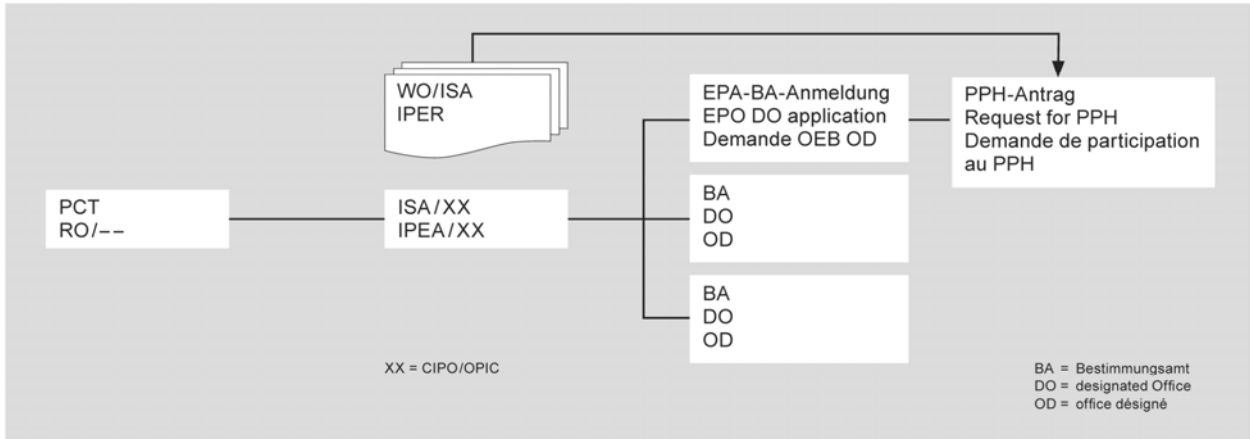 WO/ISA
IPER
EPA-BA-Anmeldung
EPO DO application
Demande OEB OD
PPH-Antrag
Request for PPH
Demande de participation
au PPH
PCT
RO/––
ISA/XX
IPEA/XX
BA
DO
OD
BA
DO
OD
XX = CIPO/OPIC
BA = Bestimmungsamt
DO = designated Office
OD = office désigné